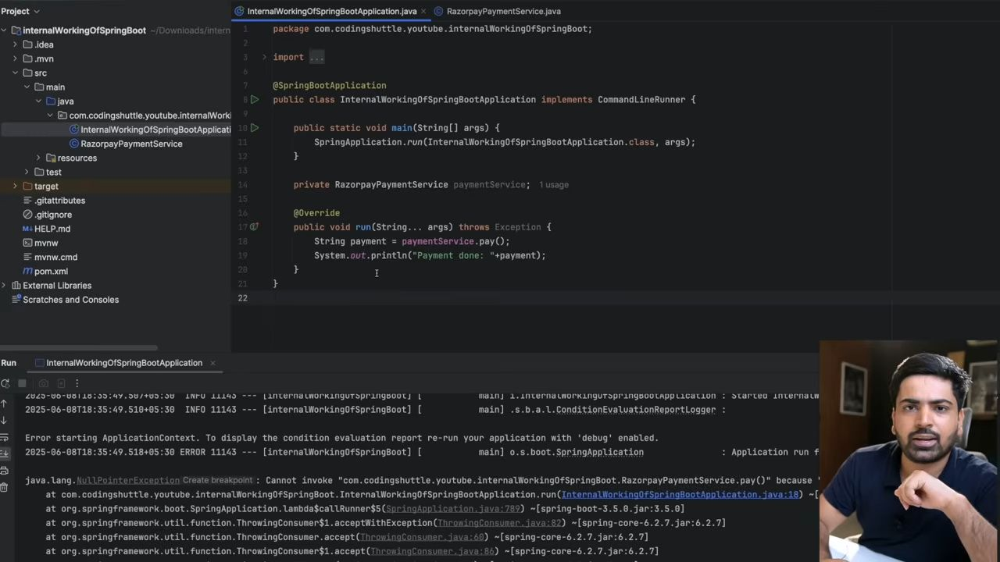 Project
InternalWorkingOfSpringBootApplication.java
RazorpayPaymentService.java
internalWorkingOfSpringBoot ~/Downloads/intern
.idea
.mvn
src
main
java
com.codingshuttle.youtube.internalWorki
InternalWorkingOfSpringBootApplicati
RazorpayPaymentService
resources
test
target
.gitattributes
.gitignore
HELP.md
mvnw
mvnw.cmd
pom.xml
External Libraries
Scratches and Consoles
1 package com.codingshuttle.youtube.internalWorkingOfSpringBoot;
2
3 import ...
6
7 @SpringBootApplication
8 public class InternalWorkingOfSpringBootApplication implements CommandLineRunner {
9
10 public static void main(String[] args) {
11 SpringApplication.run(InternalWorkingOfSpringBootApplication.class, args);
12 }
13
14 private RazorpayPaymentService paymentService; 1 usage
15
16 @Override
17 public void run(String... args) throws Exception {
18 String payment = paymentService.pay();
19 System.out.println("Payment done: "+payment);
20 }
21 }
22
Run InternalWorkingOfSpringBootApplication
2025-06-08T18:35:49.507+05:30 INFO 11143 --- [internalWorkingOfSpringBoot] [ main] i.InternalWorkingOfSpringBootApplication : Started InternalW
2025-06-08T18:35:49.510+05:30 INFO 11143 --- [internalWorkingOfSpringBoot] [ main] .s.b.a.l.ConditionEvaluationReportLogger :
Error starting ApplicationContext. To display the condition evaluation report re-run your application with 'debug' enabled.
2025-06-08T18:35:49.518+05:30 ERROR 11143 --- [internalWorkingOfSpringBoot] [ main] o.s.boot.SpringApplication : Application run f
java.lang.NullPointerException Create breakpoint : Cannot invoke "com.codingshuttle.youtube.internalWorkingOfSpringBoot.RazorpayPaymentService.pay()" because "
at com.codingshuttle.youtube.internalWorkingOfSpringBoot.InternalWorkingOfSpringBootApplication.run(InternalWorkingOfSpringBootApplication.java:18) ~[
at org.springframework.boot.SpringApplication.lambda$callRunner$5(SpringApplication.java:789) ~[spring-boot-3.5.0.jar:3.5.0]
at org.springframework.util.function.ThrowingConsumer$1.acceptWithException(ThrowingConsumer.java:82) ~[spring-core-6.2.7.jar:6.2.7]
at org.springframework.util.function.ThrowingConsumer$1.accept(ThrowingConsumer.java:60) ~[spring-core-6.2.7.jar:6.2.7]
at org.springframework.util.function.ThrowingConsumer$1.accept(ThrowingConsumer.java:86) ~[spring-core-6.2.7.jar:6.2.7]